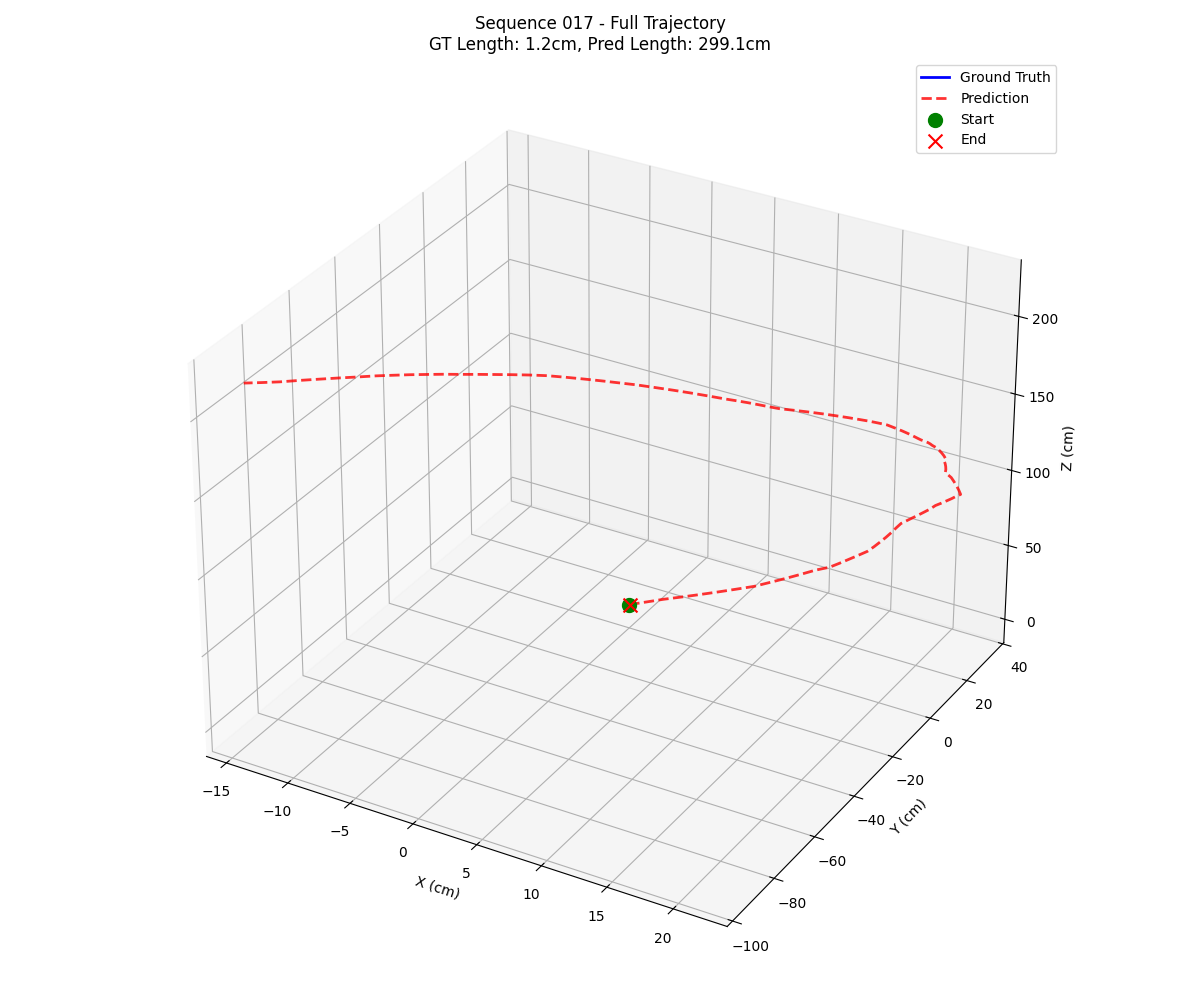 Sequence 017 - Full Trajectory
GT Length: 1.2cm, Pred Length: 299.1cm
Ground Truth
Prediction
Start
End
200
150
100
50
0
Z (cm)
40
20
0
−20
−40
−60
−80
−100
Y (cm)
−15
−10
−5
0
5
10
15
20
X (cm)